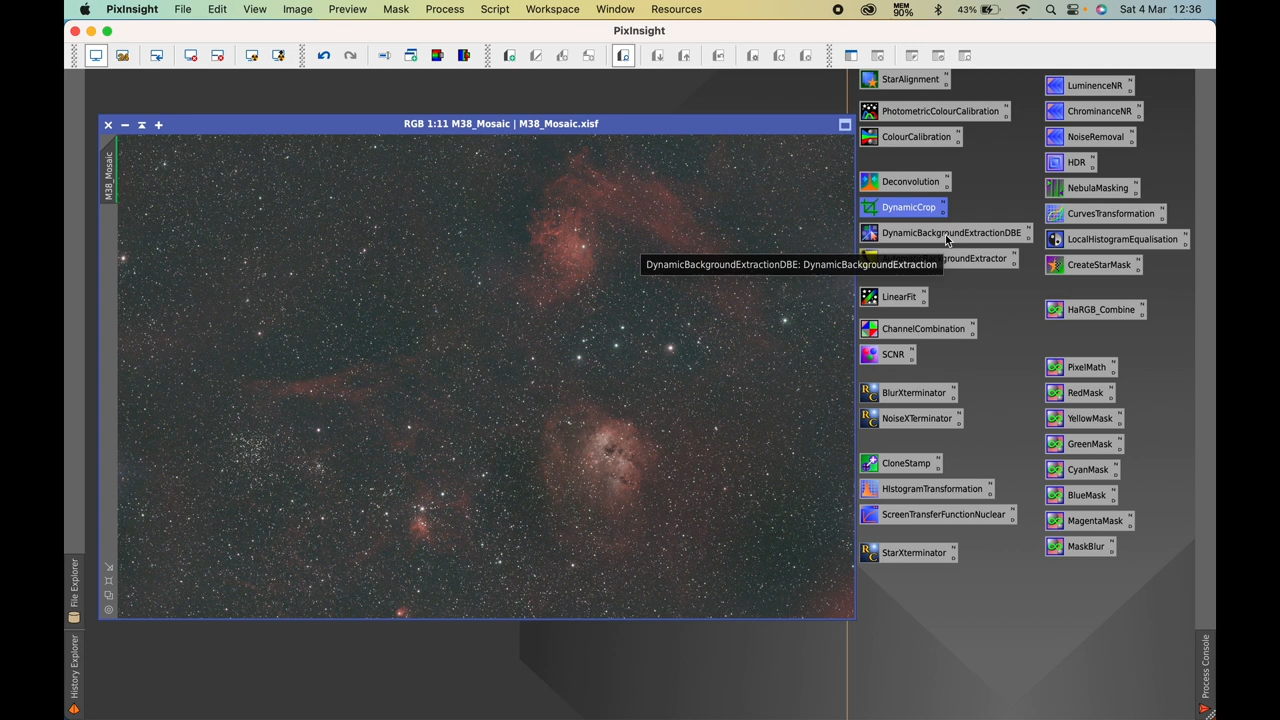 PixInsight File Edit View Image Preview Mask Process Script Workspace Window Resources MEM 90% 43% Sat 4 Mar 12:36
PixInsight
RGB 1:11 M38_Mosaic | M38_Mosaic.xisf
M38_Mosaic
StarAlignment
PhotometricColourCalibration
ColourCalibration
Deconvolution
DynamicCrop
DynamicBackgroundExtractionDBE
DynamicBackgroundExtractionDBE: DynamicBackgroundExtraction
groundExtractor
LinearFit
ChannelCombination
SCNR
BlurXterminator
NoiseXTerminator
CloneStamp
HIstogramTransformation
ScreenTransferFunctionNuclear
StarXterminator
LuminenceNR
ChrominanceNR
NoiseRemoval
HDR
NebulaMasking
CurvesTransformation
LocalHistogramEqualisation
CreateStarMask
HaRGB_Combine
PixelMath
RedMask
YellowMask
GreenMask
CyanMask
BlueMask
MagentaMask
MaskBlur
File Explorer
History Explorer
Process Console